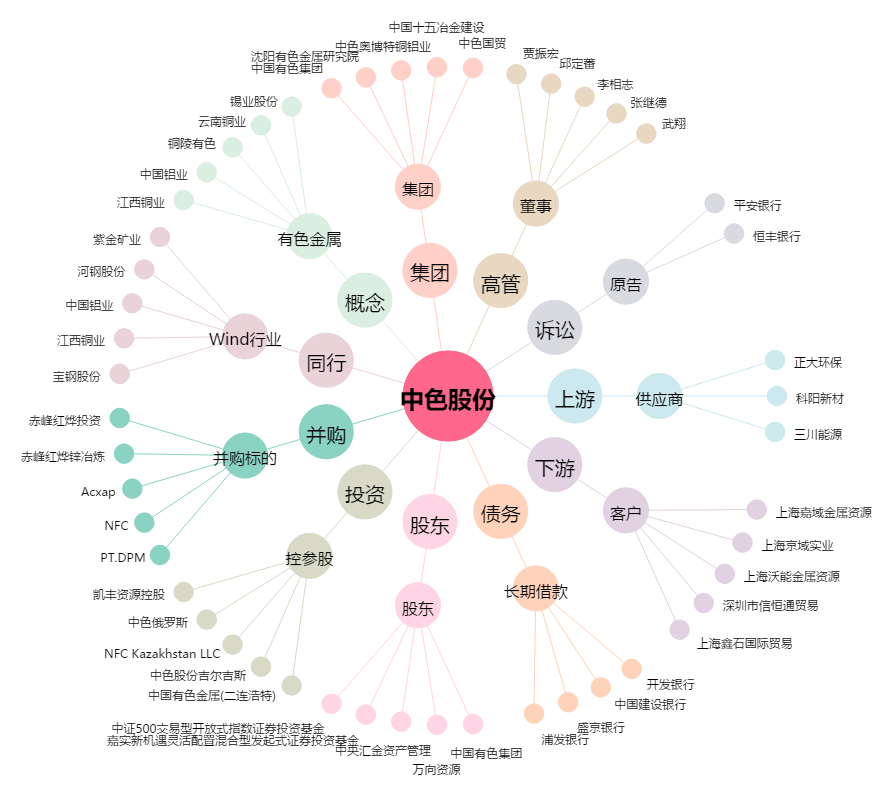 中国十五冶金建设
中色国贸
中色奥博特铜铝业
沈阳有色金属研究院
中国有色集团
贾振宏
邱定蕃
李相志
张继德
武翔
锡业股份
云南铜业
铜陵有色
中国铝业
江西铜业
集团
董事
平安银行
恒丰银行
有色金属
紫金矿业
河钢股份
中国铝业
江西铜业
宝钢股份
集团
高管
原告
概念
诉讼
Wind行业
同行
正大环保
科阳新材
三川能源
中色股份
上游
供应商
赤峰红烨投资
赤峰红烨锌冶炼
Acxap
NFC
PT.DPM
并购
并购标的
下游
投资
股东
债务
客户
上海嘉域金属资源
上海京域实业
上海沃能金属资源
深圳市信恒通贸易
上海鑫石国际贸易
控参股
凯丰资源控股
中色俄罗斯
NFC Kazakhstan LLC
中色股份吉尔吉斯
中国有色金属(二连浩特)
股东
长期借款
开发银行
中国建设银行
盛京银行
浦发银行
中证500交易型开放式指数证券投资基金
嘉实新机遇灵活配置混合型发起式证券投资基金
中央汇金资产管理
万向资源
中国有色集团